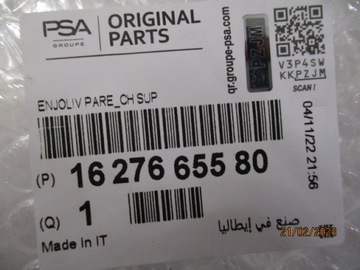 PSA
GROUPE
ORIGINAL
PARTS
qr.groupe-psa.com
PZJM
V3P4SW
KKPZJM
SCAN !
ENJOLIV PARE_CH SUP
04/11/22 21:56
(P) 16 276 655 80
(Q) 1
Made in IT
صنع في إيطاليا
21/02/2023